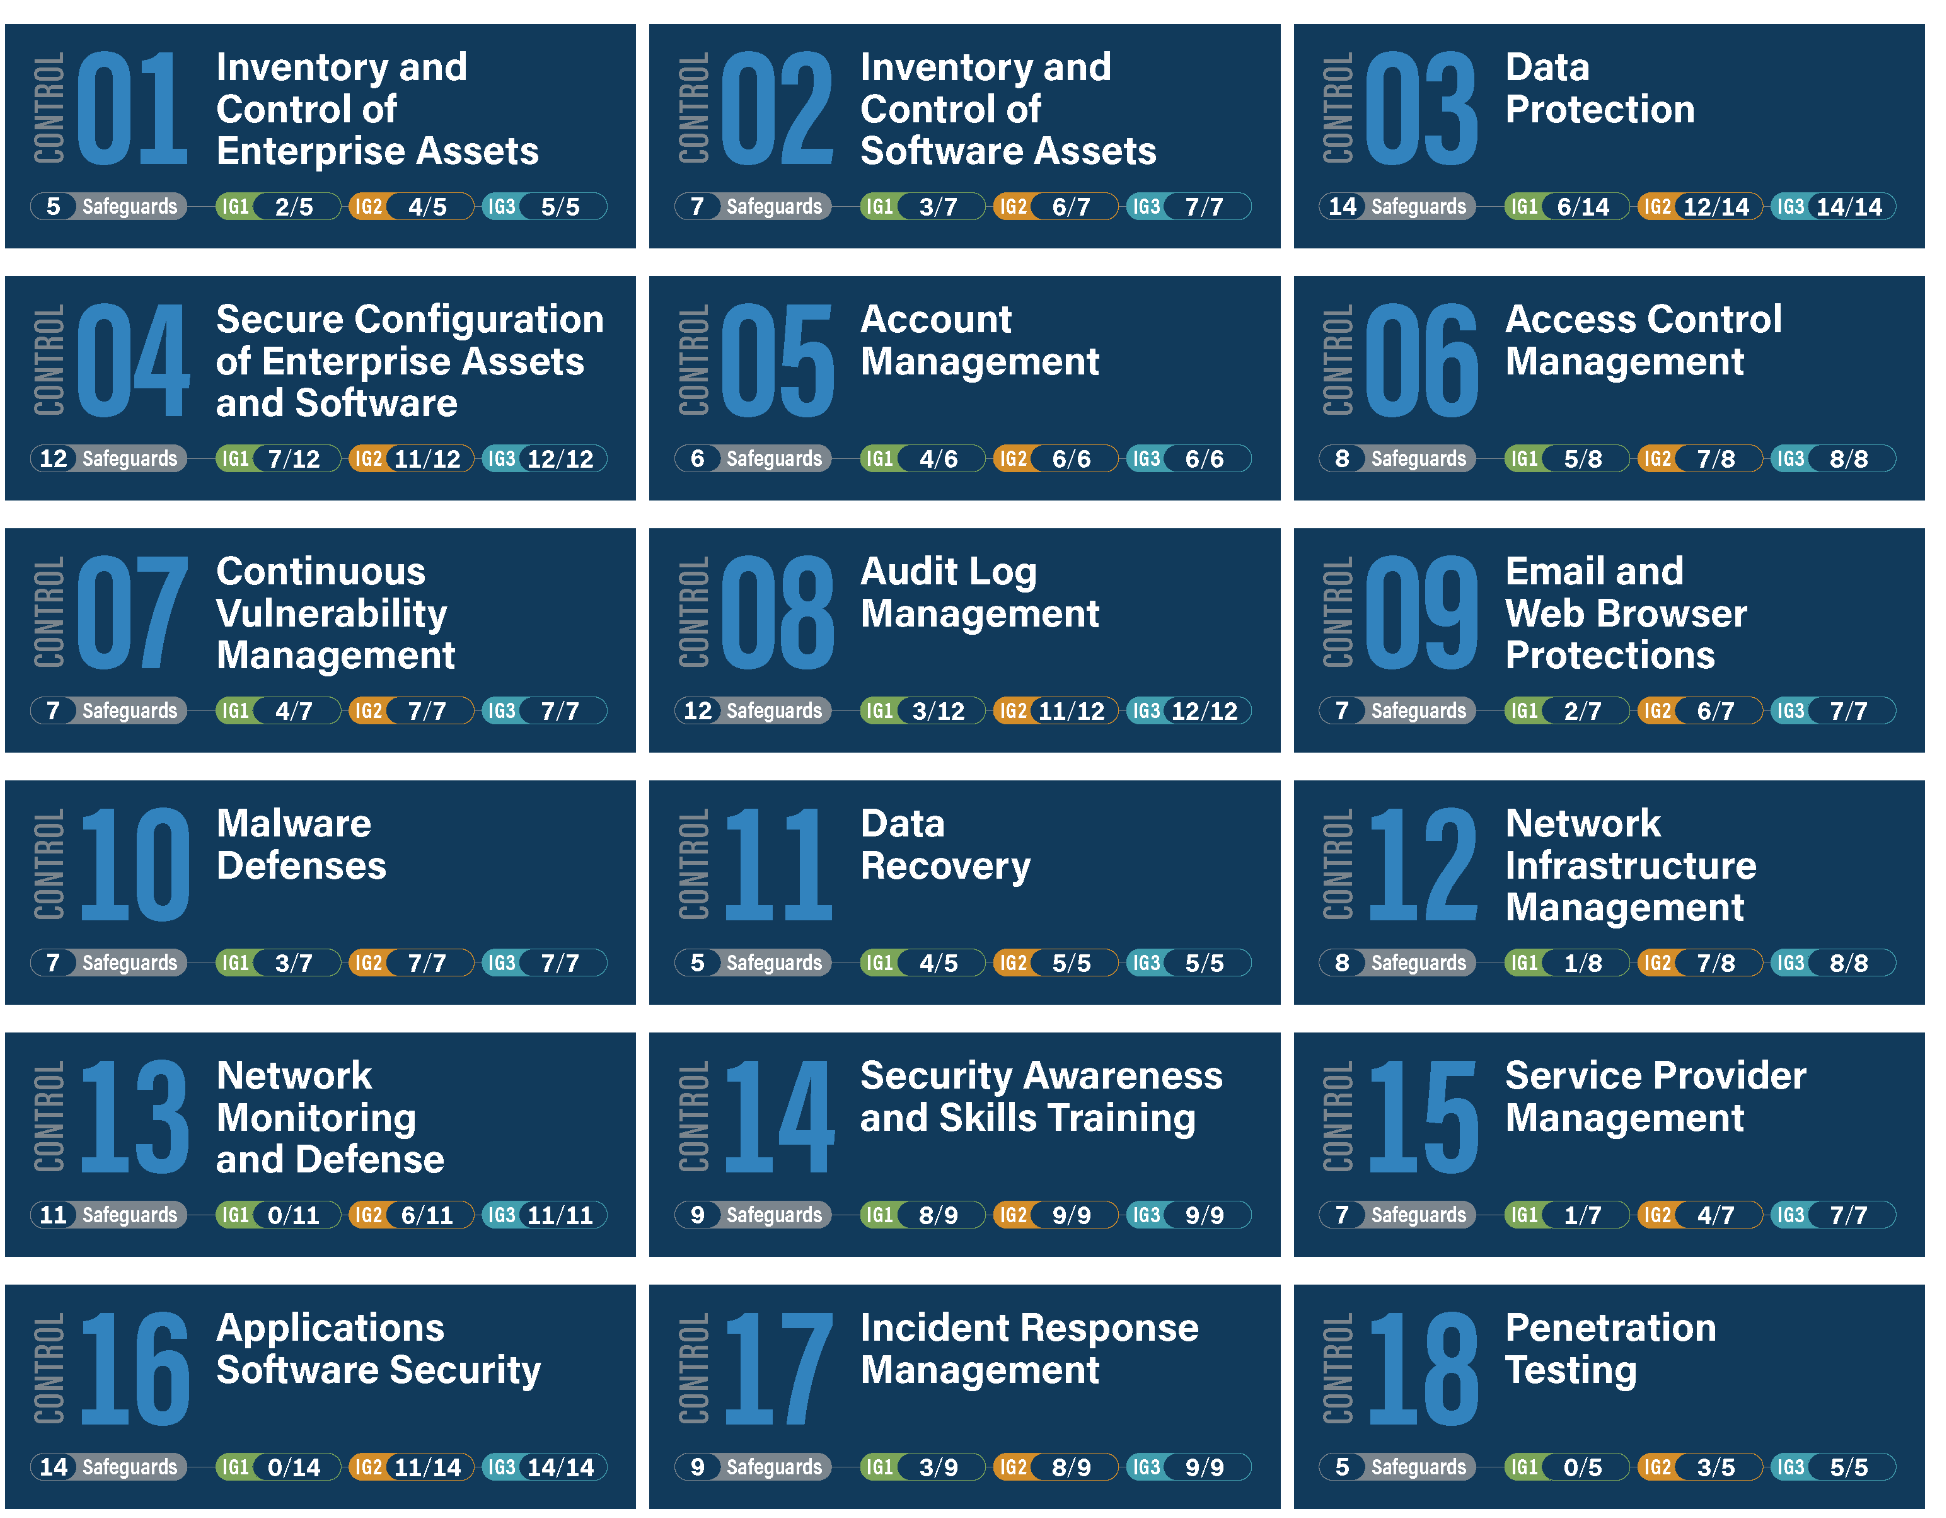 CONTROL 01
Inventory and
Control of
Enterprise Assets
5 Safeguards IG1 2/5 IG2 4/5 IG3 5/5
CONTROL 02
Inventory and
Control of
Software Assets
7 Safeguards IG1 3/7 IG2 6/7 IG3 7/7
CONTROL 03
Data
Protection
14 Safeguards IG1 6/14 IG2 12/14 IG3 14/14
CONTROL 04
Secure Configuration
of Enterprise Assets
and Software
12 Safeguards IG1 7/12 IG2 11/12 IG3 12/12
CONTROL 05
Account
Management
6 Safeguards IG1 4/6 IG2 6/6 IG3 6/6
CONTROL 06
Access Control
Management
8 Safeguards IG1 5/8 IG2 7/8 IG3 8/8
CONTROL 07
Continuous
Vulnerability
Management
7 Safeguards IG1 4/7 IG2 7/7 IG3 7/7
CONTROL 08
Audit Log
Management
12 Safeguards IG1 3/12 IG2 11/12 IG3 12/12
CONTROL 09
Email and
Web Browser
Protections
7 Safeguards IG1 2/7 IG2 6/7 IG3 7/7
CONTROL 10
Malware
Defenses
7 Safeguards IG1 3/7 IG2 7/7 IG3 7/7
CONTROL 11
Data
Recovery
5 Safeguards IG1 4/5 IG2 5/5 IG3 5/5
CONTROL 12
Network
Infrastructure
Management
8 Safeguards IG1 1/8 IG2 7/8 IG3 8/8
CONTROL 13
Network
Monitoring
and Defense
11 Safeguards IG1 0/11 IG2 6/11 IG3 11/11
CONTROL 14
Security Awareness
and Skills Training
9 Safeguards IG1 8/9 IG2 9/9 IG3 9/9
CONTROL 15
Service Provider
Management
7 Safeguards IG1 1/7 IG2 4/7 IG3 7/7
CONTROL 16
Applications
Software Security
14 Safeguards IG1 0/14 IG2 11/14 IG3 14/14
CONTROL 17
Incident Response
Management
9 Safeguards IG1 3/9 IG2 8/9 IG3 9/9
CONTROL 18
Penetration
Testing
5 Safeguards IG1 0/5 IG2 3/5 IG3 5/5